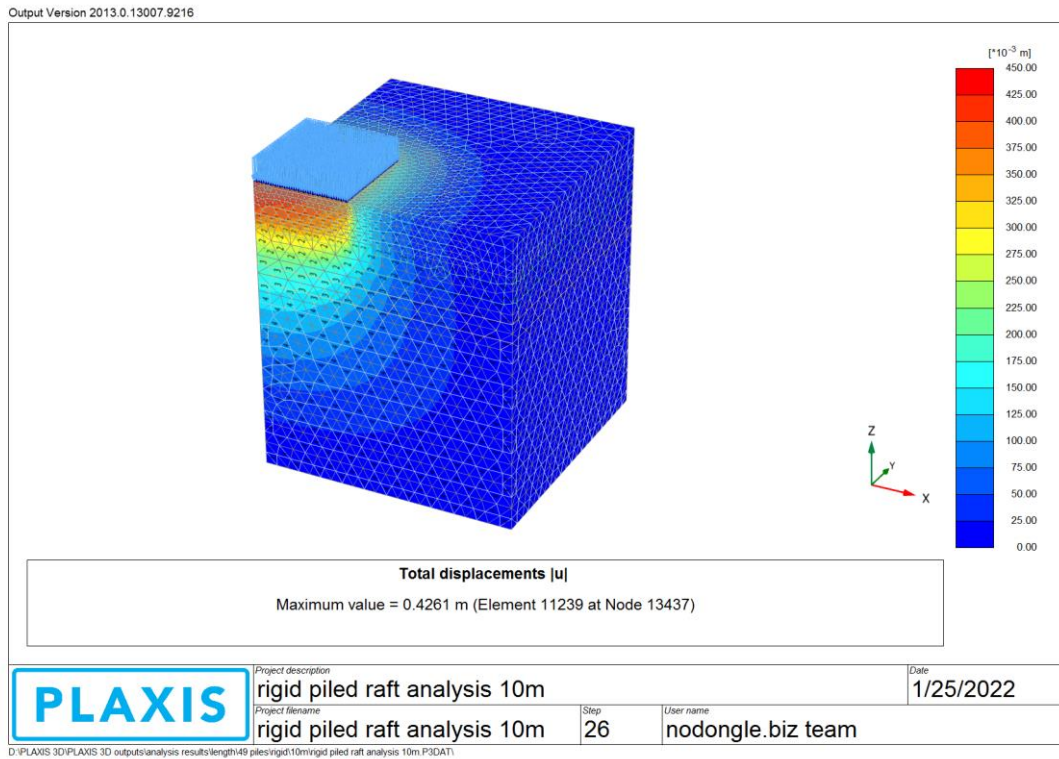 Output Version 2013.0.13007.9216
[*10⁻³ m]
450.00
425.00
400.00
375.00
350.00
325.00
300.00
275.00
250.00
225.00
200.00
175.00
150.00
125.00
100.00
75.00
50.00
25.00
0.00
Z
Y
X
Total displacements |u|
Maximum value = 0.4261 m (Element 11239 at Node 13437)
PLAXIS
Project description
rigid piled raft analysis 10m
Date
1/25/2022
Project filename
rigid piled raft analysis 10m
Step
26
User name
nodongle.biz team
D:\PLAXIS 3D\PLAXIS 3D outputs\analysis results\length\49 piles\rigid\10m\rigid piled raft analysis 10m.P3DAT\